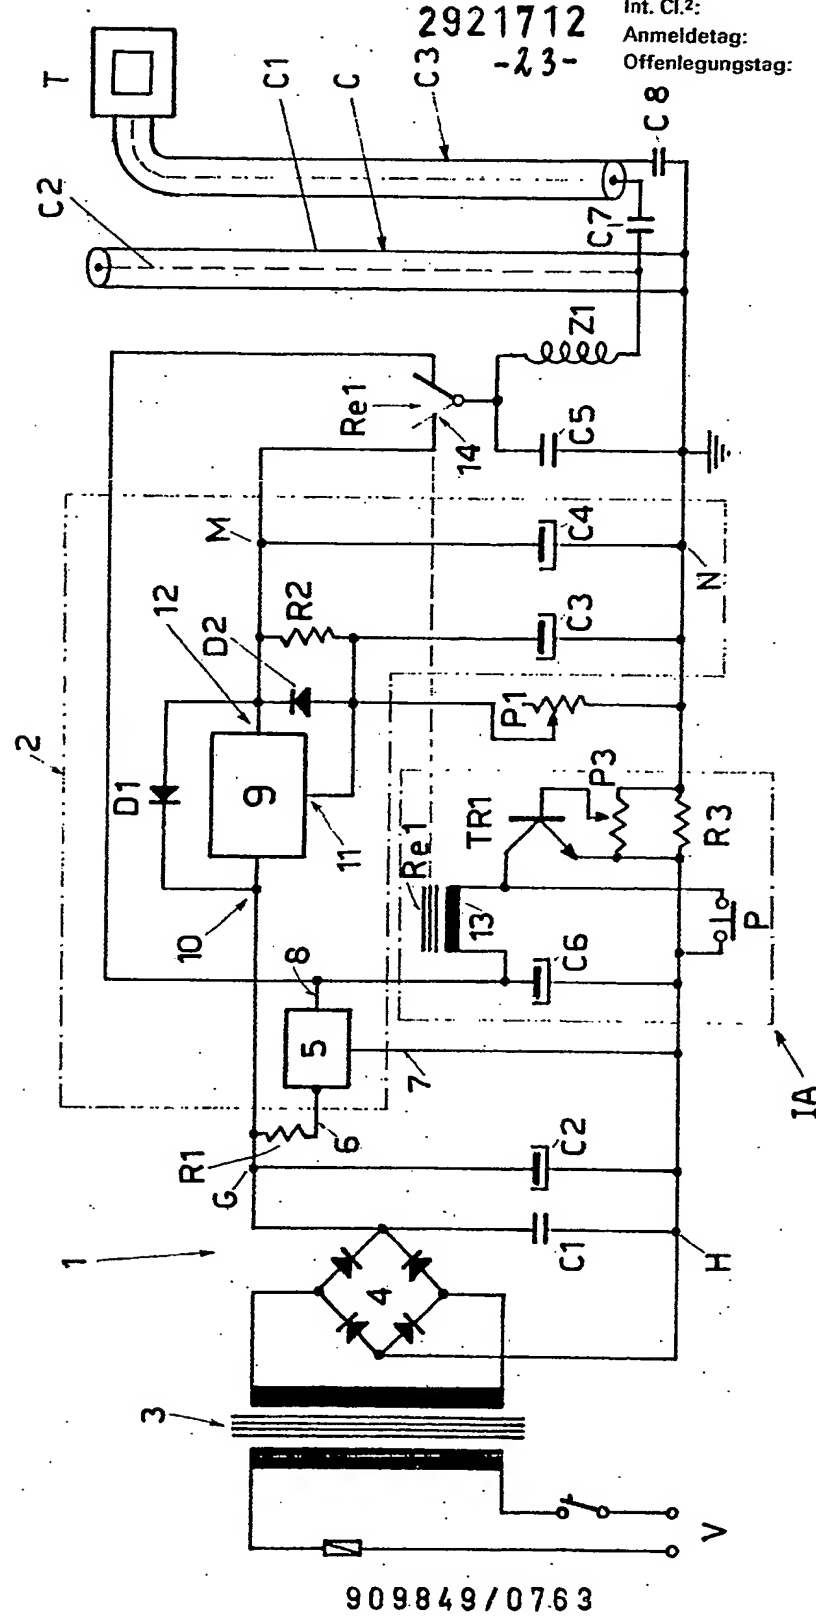 2921712
-23-
Int. Cl.²:
Anmeldetag:
Offenlegungstag:
T
C2
C1
C
C3
C8
C7
Z1
Re1
14
C5
M
C4
N
12
R2
D2
C3
2
D1
9
11
P1
P3
TR1
R3
Re1
13
10
8
C6
P
5
7
IA
6
R1
G
C2
1
4
C1
H
3
V
909849/0763